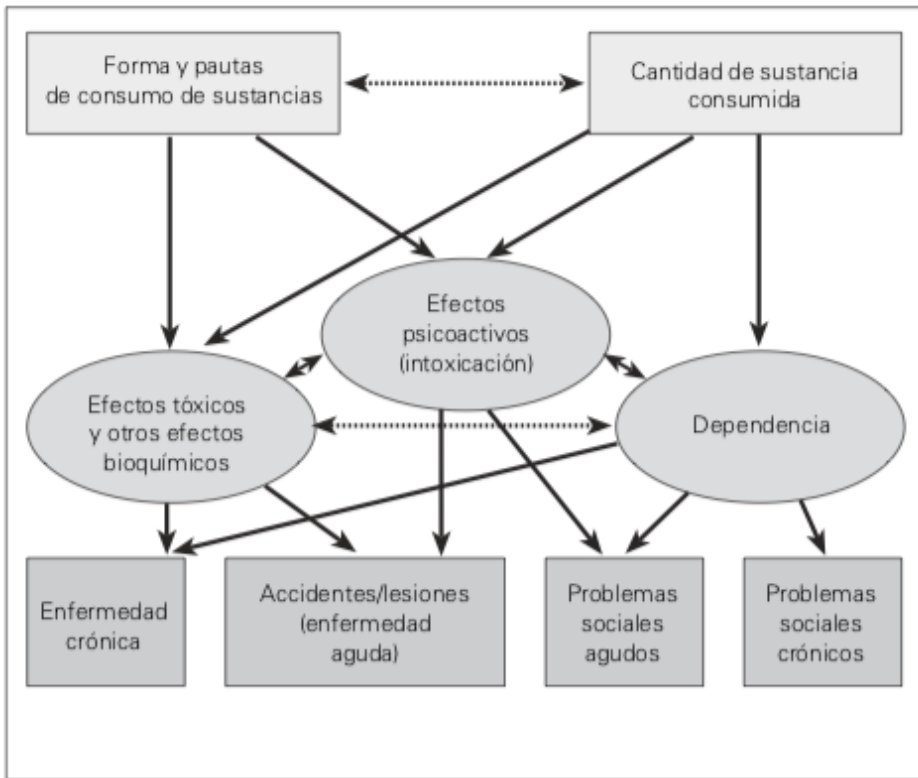 Forma y pautas
de consumo de sustancias
Cantidad de sustancia
consumida
Efectos
psicoactivos
(intoxicación)
Efectos tóxicos
y otros efectos
bioquímicos
Dependencia
Enfermedad
crónica
Accidentes/lesiones
(enfermedad
aguda)
Problemas
sociales
agudos
Problemas
sociales
crónicos